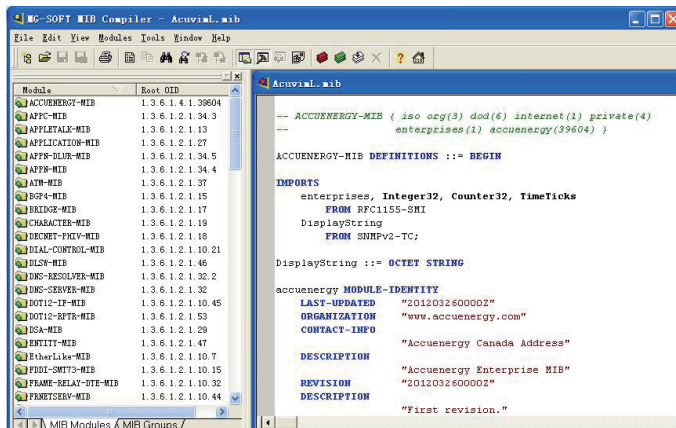 MG-SOFT MIB Compiler - AcuvimL.mib
File Edit View Modules Tools Window Help
Module Root OID
ACCUENERGY-MIB 1.3.6.1.4.1.39604
APPC-MIB 1.3.6.1.2.1.34.3
APPLETALK-MIB 1.3.6.1.2.1.13
APPLICATION-MIB 1.3.6.1.2.1.27
APPN-DLUR-MIB 1.3.6.1.2.1.34.5
APPN-MIB 1.3.6.1.2.1.34.4
ATM-MIB 1.3.6.1.2.1.37
BGP4-MIB 1.3.6.1.2.1.15
BRIDGE-MIB 1.3.6.1.2.1.17
CHARACTER-MIB 1.3.6.1.2.1.19
DECNET-PHIV-MIB 1.3.6.1.2.1.18
DIAL-CONTROL-MIB 1.3.6.1.2.1.10.21
DLSW-MIB 1.3.6.1.2.1.46
DNS-RESOLVER-MIB 1.3.6.1.2.1.32.2
DNS-SERVER-MIB 1.3.6.1.2.1.32
DOT12-IF-MIB 1.3.6.1.2.1.10.45
DOT12-RPTR-MIB 1.3.6.1.2.1.53
DSA-MIB 1.3.6.1.2.1.29
ENTITY-MIB 1.3.6.1.2.1.47
EtherLike-MIB 1.3.6.1.2.1.10.7
FDDI-SMT73-MIB 1.3.6.1.2.1.10.15
FRAME-RELAY-DTE-MIB 1.3.6.1.2.1.10.32
FRNETSERV-MIB 1.3.6.1.2.1.10.44
MIB Modules MIB Groups
AcuvimL.mib
-- ACCUENERGY-MIB { iso org(3) dod(6) internet(1) private(4)
-- enterprises(1) accuenergy(39604) }
ACCUENERGY-MIB DEFINITIONS ::= BEGIN
IMPORTS
enterprises, Integer32, Counter32, TimeTicks
FROM RFC1155-SMI
DisplayString
FROM SNMPv2-TC;
DisplayString ::= OCTET STRING
accuenergy MODULE-IDENTITY
LAST-UPDATED "201203260000Z"
ORGANIZATION "www.accuenergy.com"
CONTACT-INFO
"Accuenergy Canada Address"
DESCRIPTION
"Accuenergy Enterprise MIB"
REVISION "201203260000Z"
DESCRIPTION
"First revision."